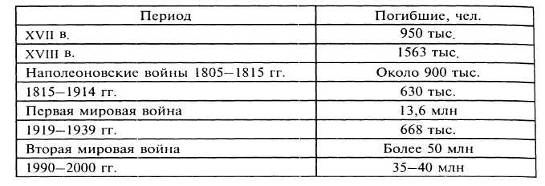 Период Погибшие, чел.
XVII в. 950 тыс.
XVIII в. 1563 тыс.
Наполеоновские войны 1805—1815 гг. Около 900 тыс.
1815—1914 гг. 630 тыс.
Первая мировая война 13,6 млн
1919—1939 гг. 668 тыс.
Вторая мировая война Более 50 млн
1990—2000 гг. 35—40 млн